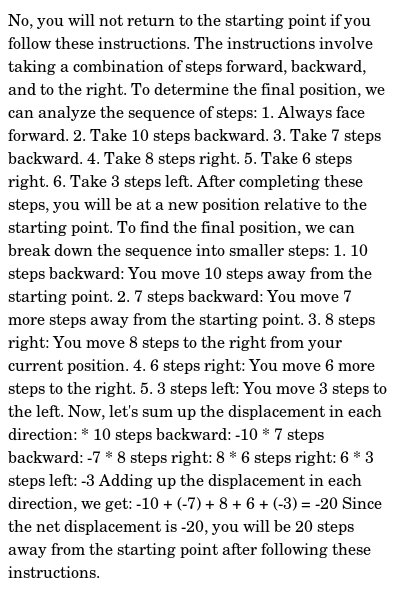 No, you will not return to the starting point if you
follow these instructions. The instructions involve
taking a combination of steps forward, backward,
and to the right. To determine the final position, we
can analyze the sequence of steps: 1. Always face
forward. 2. Take 10 steps backward. 3. Take 7 steps
backward. 4. Take 8 steps right. 5. Take 6 steps
right. 6. Take 3 steps left. After completing these
steps, you will be at a new position relative to the
starting point. To find the final position, we can
break down the sequence into smaller steps: 1. 10
steps backward: You move 10 steps away from the
starting point. 2. 7 steps backward: You move 7
more steps away from the starting point. 3. 8 steps
right: You move 8 steps to the right from your
current position. 4. 6 steps right: You move 6 more
steps to the right. 5. 3 steps left: You move 3 steps to
the left. Now, let's sum up the displacement in each
direction: * 10 steps backward: -10 * 7 steps
backward: -7 * 8 steps right: 8 * 6 steps right: 6 * 3
steps left: -3 Adding up the displacement in each
direction, we get: -10 + (-7) + 8 + 6 + (-3) = -20 Since
the net displacement is -20, you will be 20 steps
away from the starting point after following these
instructions.